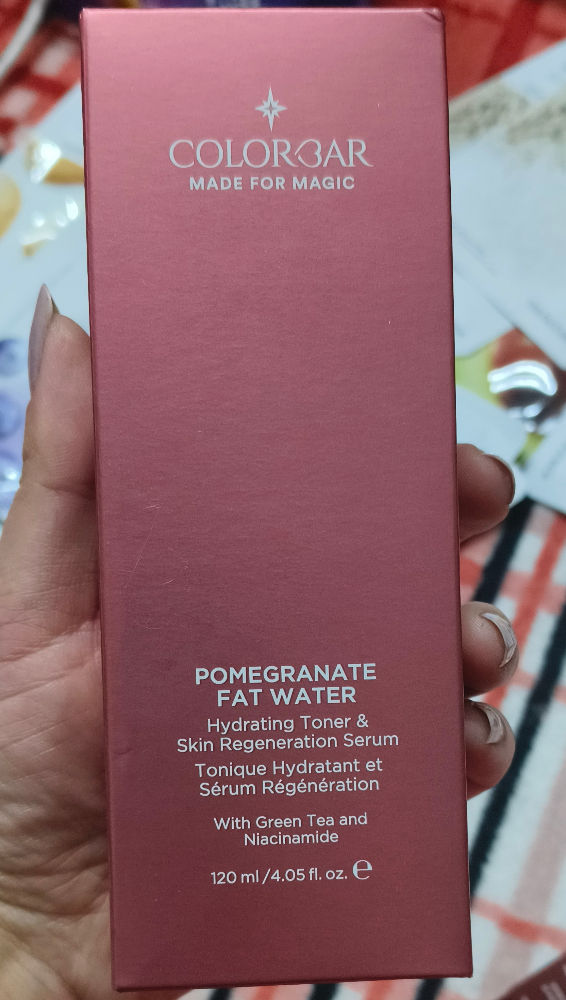 COLORBAR
MADE FOR MAGIC
POMEGRANATE
FAT WATER
Hydrating Toner &
Skin Regeneration Serum
Tonique Hydratant et
Sérum Régénération
With Green Tea and
Niacinamide
120 ml/4.05 fl. oz. ℮